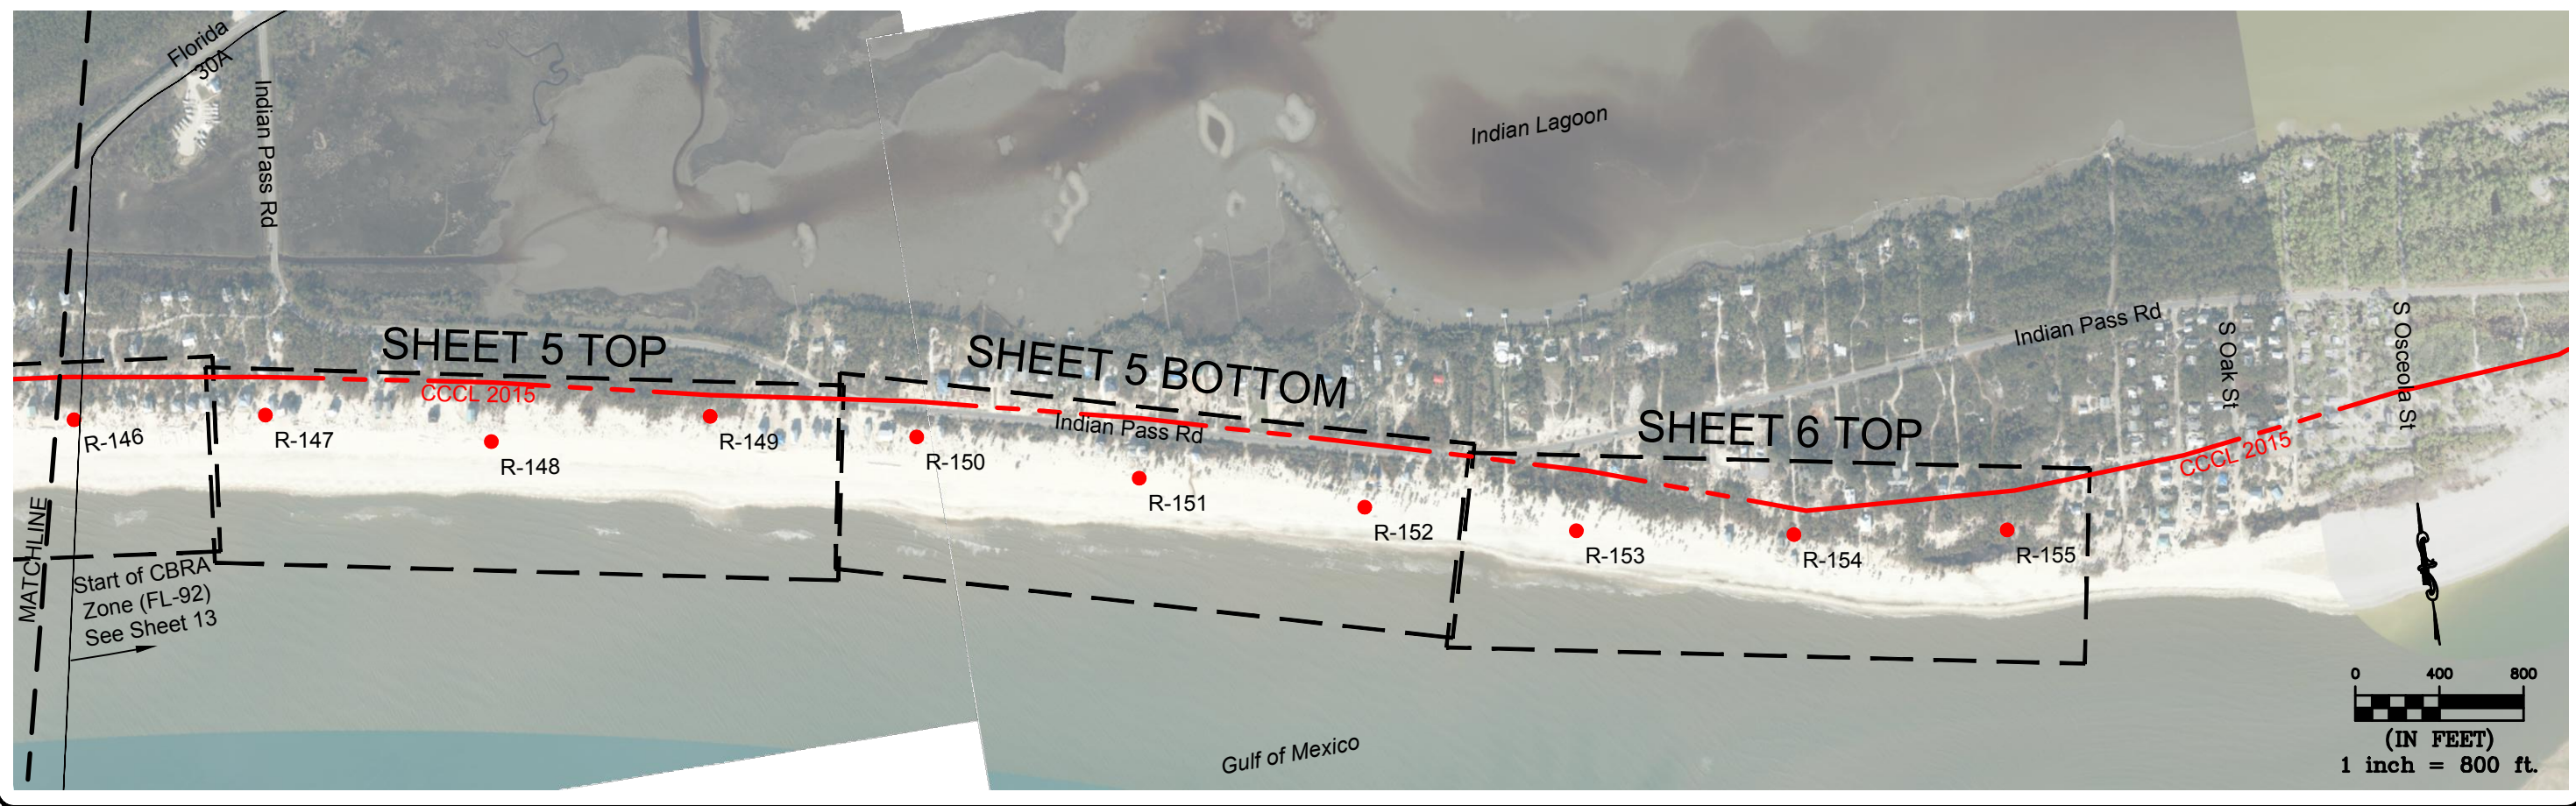 Florida
30A
Indian Pass Rd
Indian Lagoon
Indian Pass Rd
S Oak St
S Osceola St
SHEET 5 TOP
CCCL 2015
SHEET 5 BOTTOM
Indian Pass Rd
SHEET 6 TOP
CCCL 2015
R-146
R-147
R-148
R-149
R-150
R-151
R-152
R-153
R-154
R-155
MATCHLINE
Start of CBRA
Zone (FL-92)
See Sheet 13
Gulf of Mexico
0 400 800
(IN FEET)
1 inch = 800 ft.